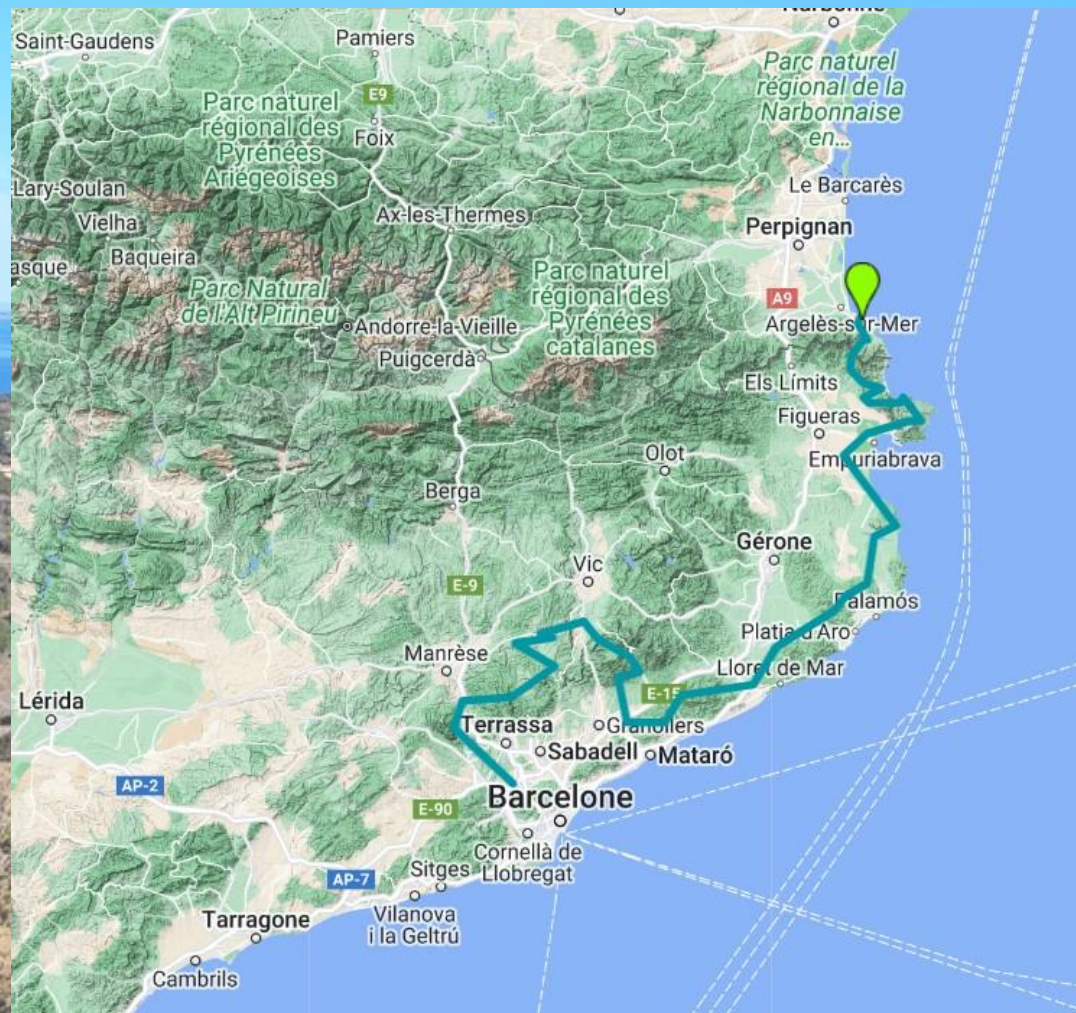 Narbonne
Saint-Gaudens
Pamiers
Parc naturel
régional de la
Narbonnaise
en...
E9
Parc naturel
régional des
Pyrénées
Ariégeoises
Foix
Lary-Soulan
Le Barcarès
Vielha
Ax-les-Thermes
Perpignan
Baqueira
asque
Parc Natural
de l'Alt Pirineu
Parc naturel
régional des
Pyrénées
catalanes
A9
Andorre-la-Vieille
Argelès-sur-Mer
Puigcerdà
Els Límits
Figueras
Olot
Empuriabrava
Berga
Gérone
Vic
E-9
Palamós
Platja d'Aro
Manrèse
Lloret de Mar
Lérida
E-15
Terrassa
Granollers
Sabadell
Mataró
AP-2
Barcelone
E-90
Cornellà de
Llobregat
AP-7
Sitges
Vilanova
i la Geltrú
Tarragone
Cambrils